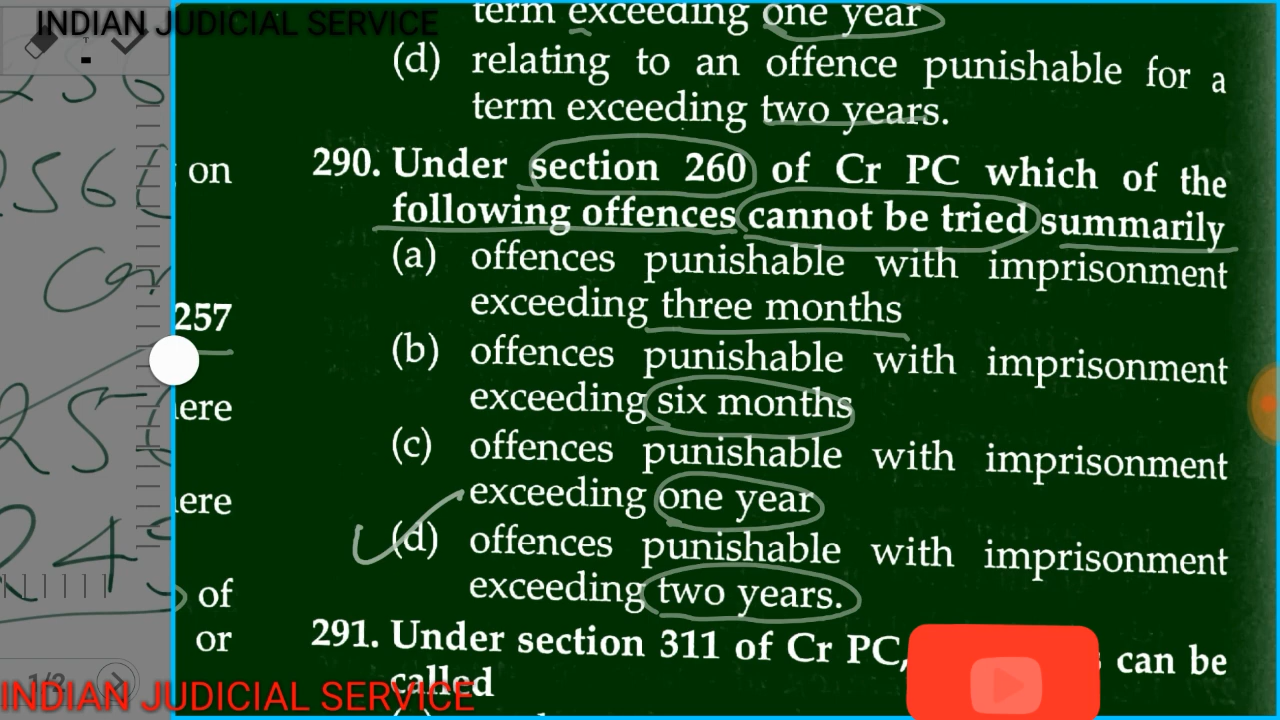 INDIAN JUDICIAL SERVICE
term exceeding one year
(d) relating to an offence punishable for a
term exceeding two years.
256
256
on
290. Under section 260 of Cr PC which of the
following offences cannot be tried summarily
(a) offences punishable with imprisonment
exceeding three months
257
(b) offences punishable with imprisonment
exceeding six months
(c) offences punishable with imprisonment
exceeding one year
(d) offences punishable with imprisonment
exceeding two years.
of
or
291. Under section 311 of Cr PC, can be
called
1/2
INDIAN JUDICIAL SERVICE